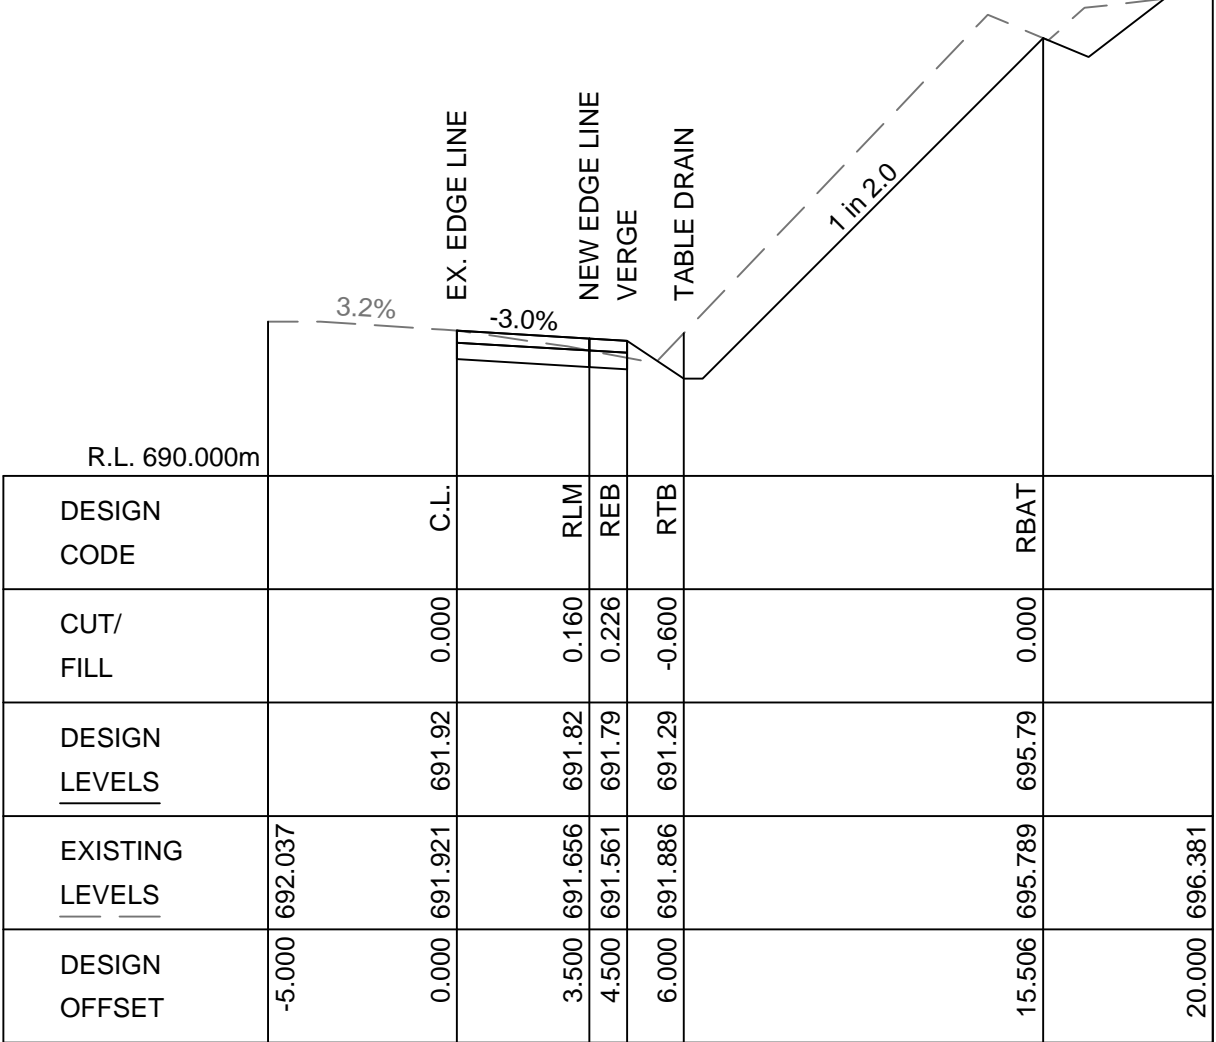 EX. EDGE LINE
NEW EDGE LINE
VERGE
TABLE DRAIN
1 in 2.0
3.2%
-3.0%
R.L. 690.000m
DESIGN
CODE
C.L.
RLM
REB
RTB
RBAT
CUT/
FILL
0.000
0.160
0.226
-0.600
0.000
DESIGN
LEVELS
691.92
691.82
691.79
691.29
695.79
EXISTING
LEVELS
692.037
691.921
691.656
691.561
691.886
695.789
696.381
DESIGN
OFFSET
-5.000
0.000
3.500
4.500
6.000
15.506
20.000